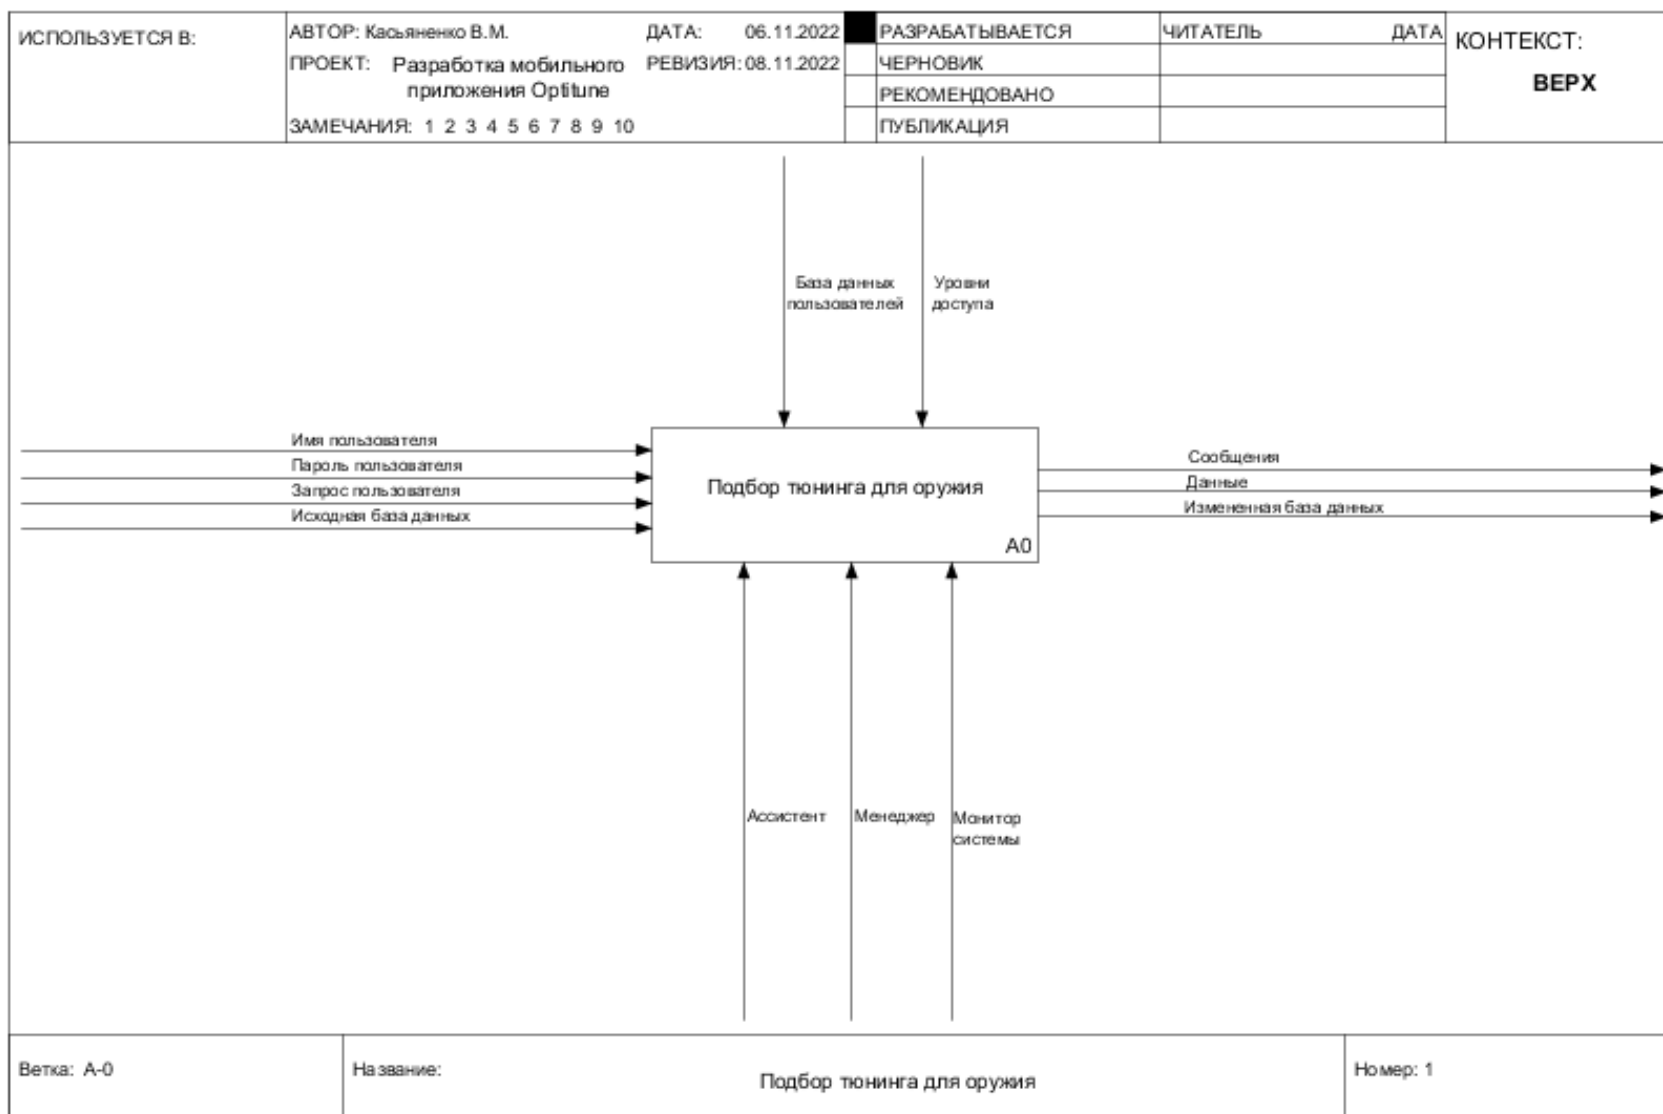 ИСПОЛЬЗУЕТСЯ В:
АВТОР: Касьяненко В.М.
ДАТА: 06.11.2022
ПРОЕКТ: Разработка мобильного
приложения Optitune
РЕВИЗИЯ: 08.11.2022
ЗАМЕЧАНИЯ: 1 2 3 4 5 6 7 8 9 10
РАЗРАБАТЫВАЕТСЯ
ЧЕРНОВИК
РЕКОМЕНДОВАНО
ПУБЛИКАЦИЯ
ЧИТАТЕЛЬ ДАТА
КОНТЕКСТ:
ВЕРХ
База данных
пользователей
Уровни
доступа
Имя пользователя
Пароль пользователя
Запрос пользователя
Исходная база данных
Подбор тюнинга для оружия
A0
Сообщения
Данные
Измененная база данных
Ассистент
Менеджер
Монитор
системы
Ветка: A-0
Название:
Подбор тюнинга для оружия
Номер: 1